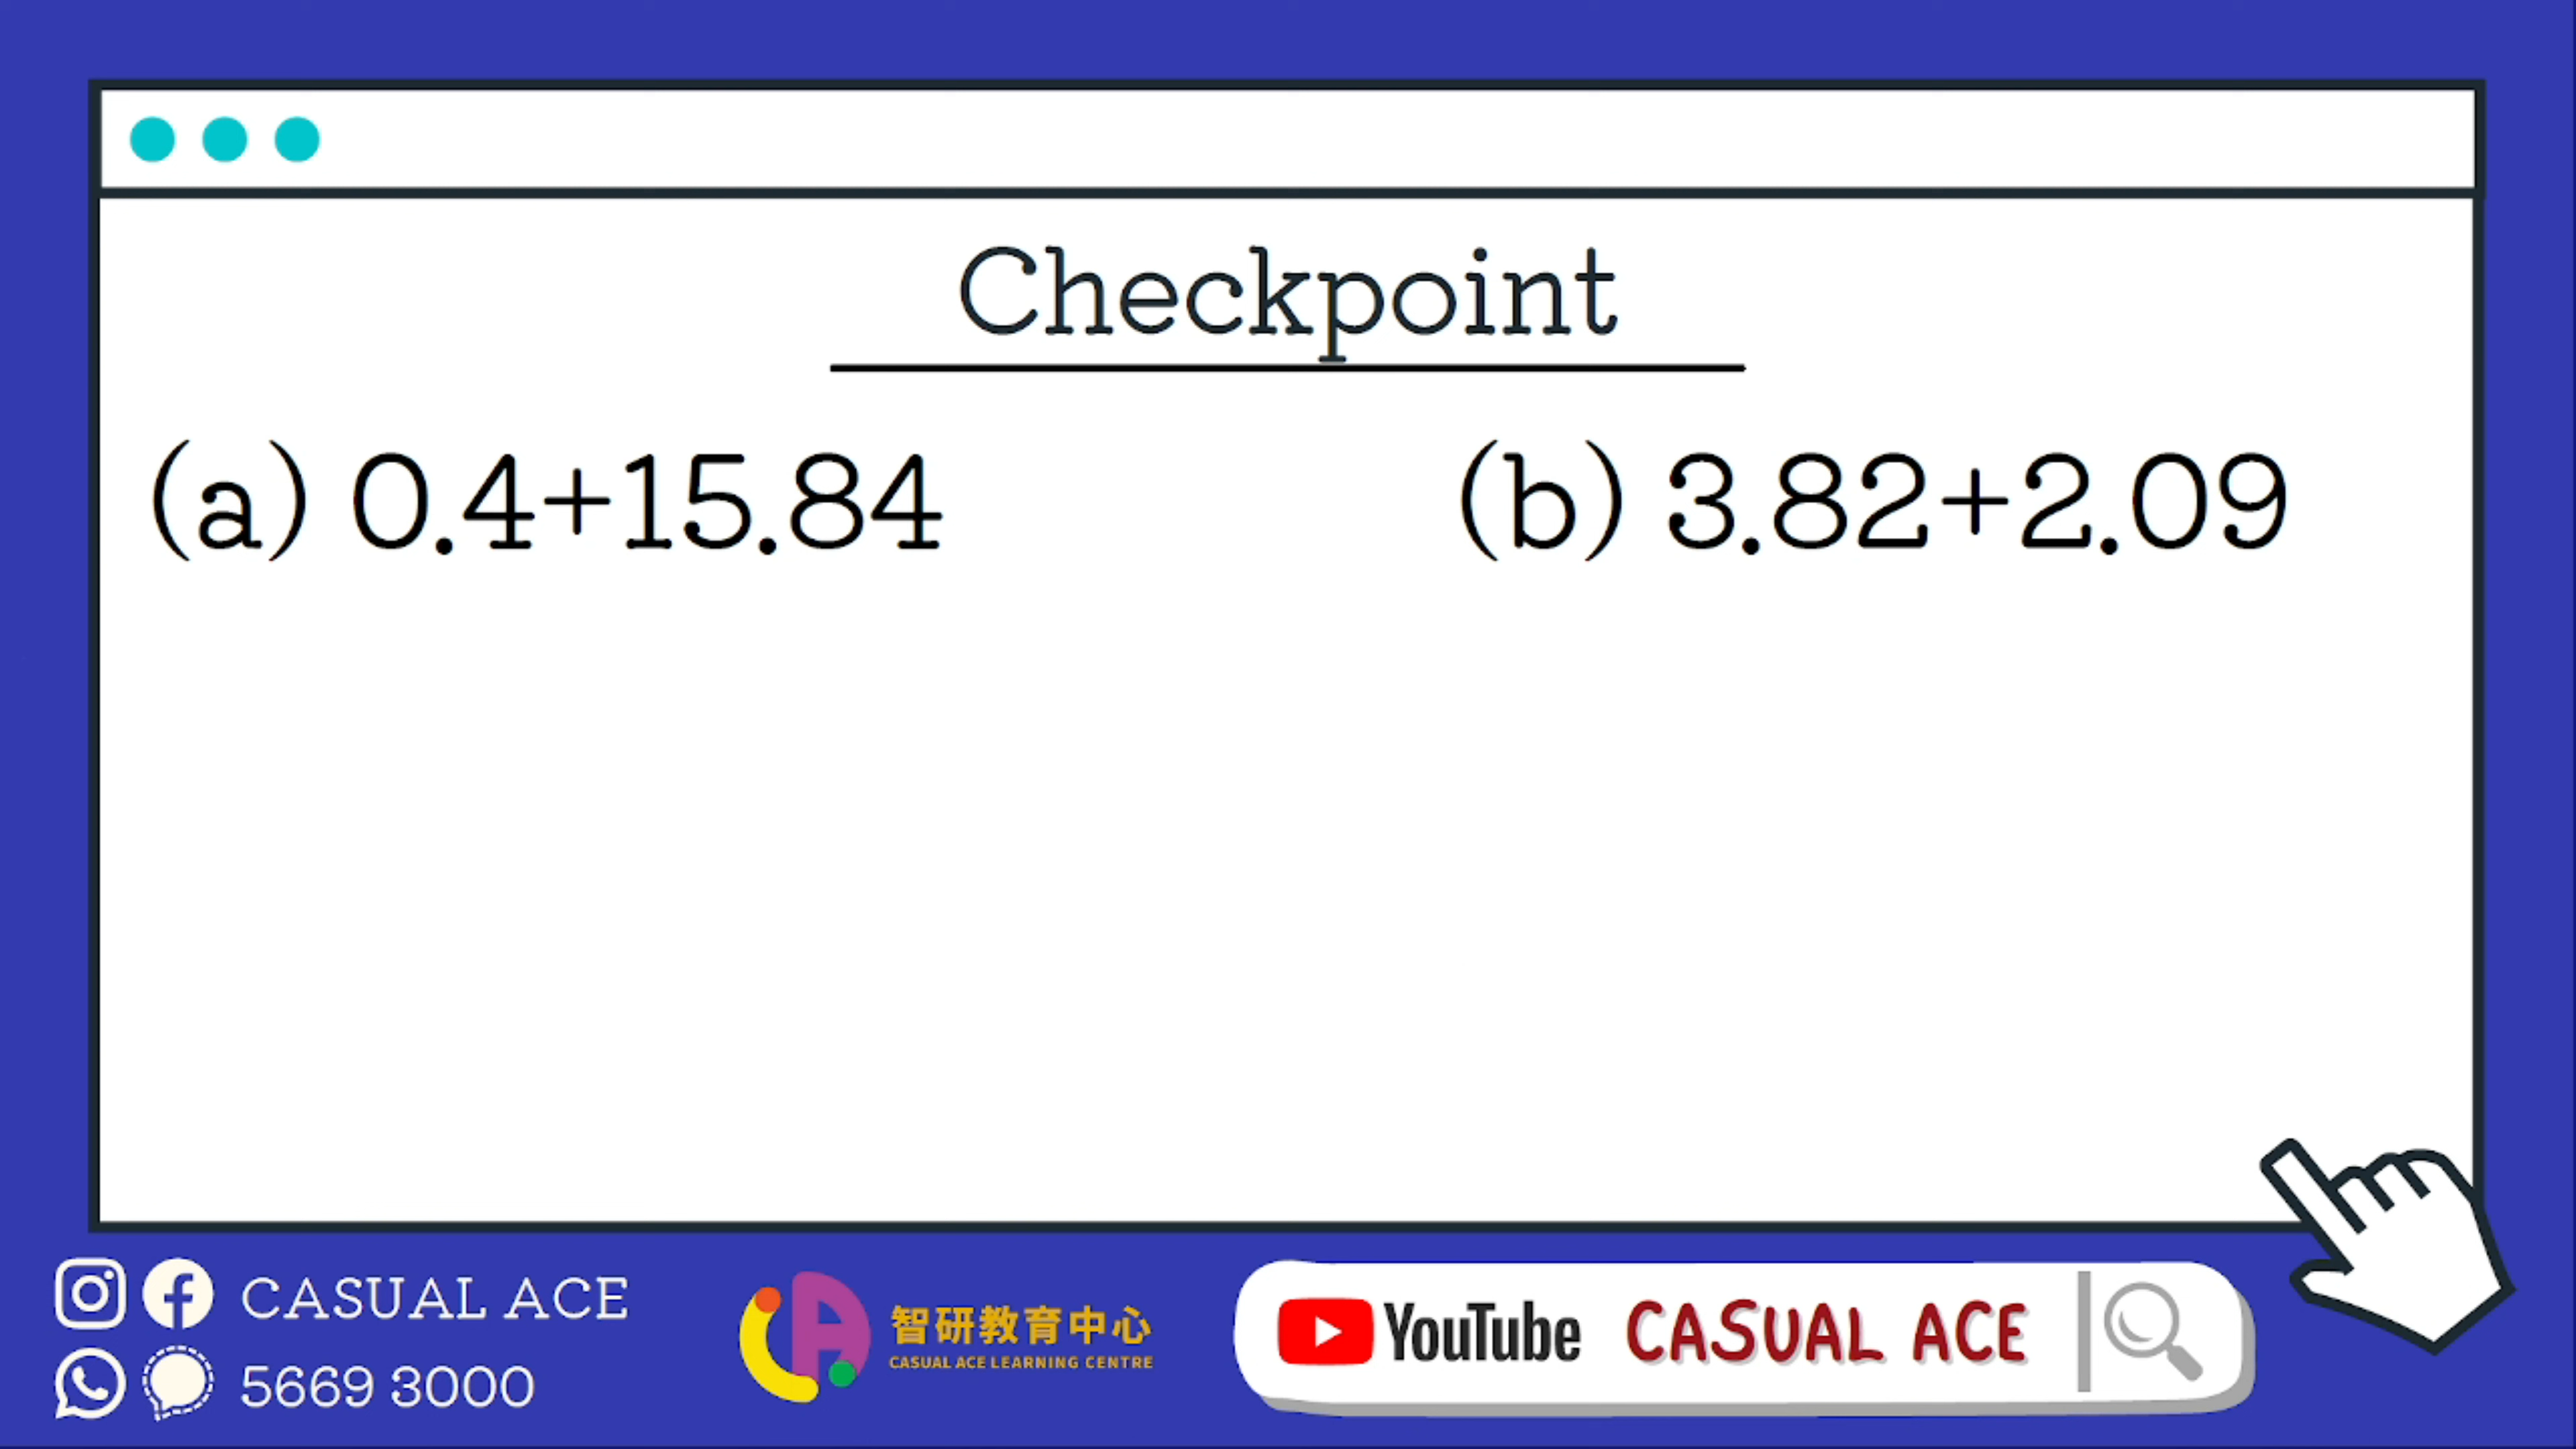 Checkpoint
(a) 0.4+15.84
(b) 3.82+2.09
CASUAL ACE
5669 3000
智研教育中心
CASUAL ACE LEARNING CENTRE
YouTube CASUAL ACE